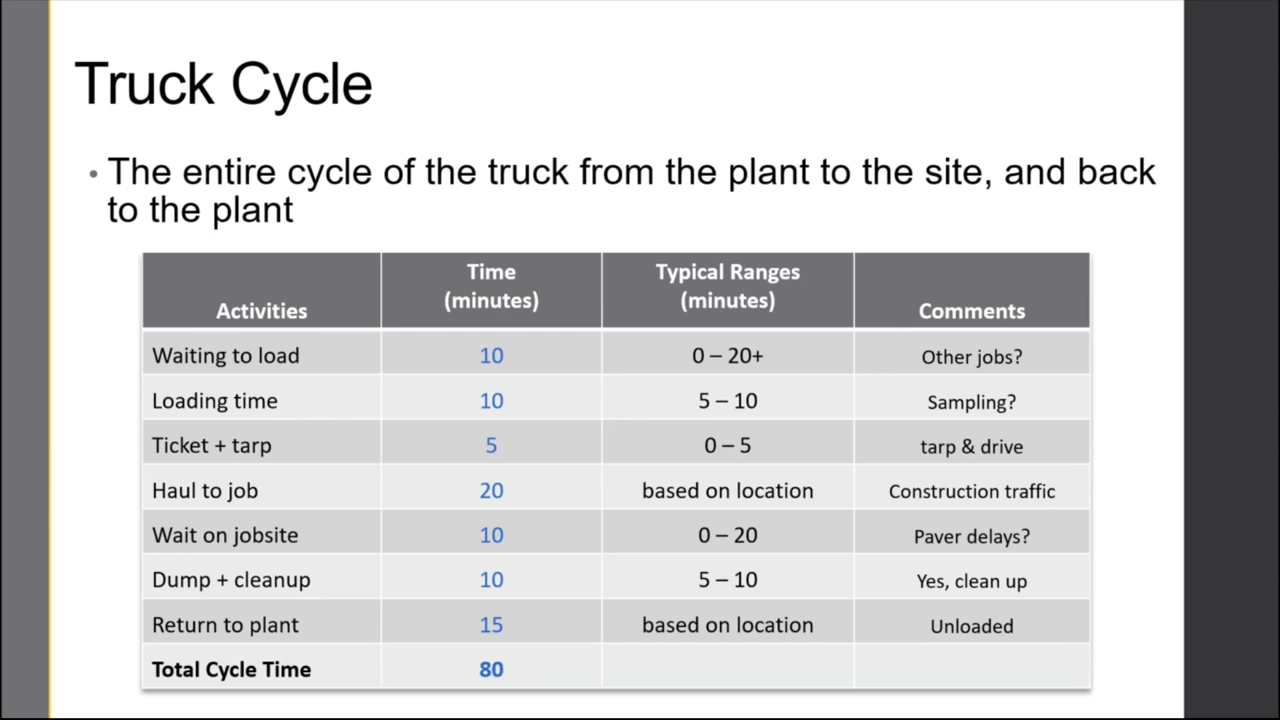 Truck Cycle
• The entire cycle of the truck from the plant to the site, and back
to the plant
Activities Time (minutes) Typical Ranges (minutes) Comments
Waiting to load 10 0 – 20+ Other jobs?
Loading time 10 5 – 10 Sampling?
Ticket + tarp 5 0 – 5 tarp & drive
Haul to job 20 based on location Construction traffic
Wait on jobsite 10 0 – 20 Paver delays?
Dump + cleanup 10 5 – 10 Yes, clean up
Return to plant 15 based on location Unloaded
Total Cycle Time 80